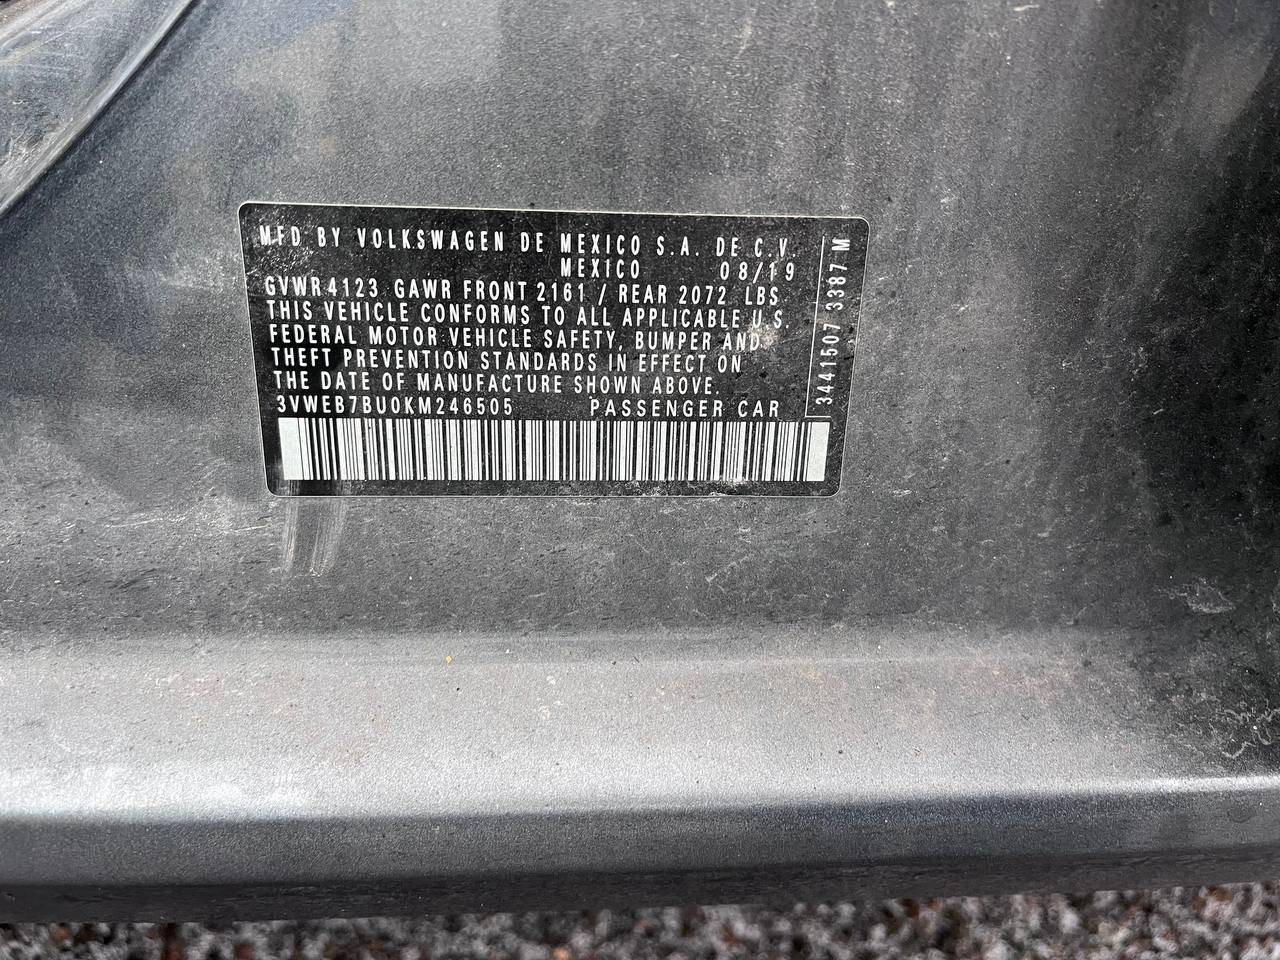 MFD BY VOLKSWAGEN DE MEXICO S.A. DE C.V.
MEXICO 08/19
GVWR 4123 GAWR FRONT 2161 / REAR 2072 LBS
THIS VEHICLE CONFORMS TO ALL APPLICABLE U.S.
FEDERAL MOTOR VEHICLE SAFETY, BUMPER AND
THEFT PREVENTION STANDARDS IN EFFECT ON
THE DATE OF MANUFACTURE SHOWN ABOVE.
3VWEB7BU0KM246505 PASSENGER CAR
3441507 3387 M